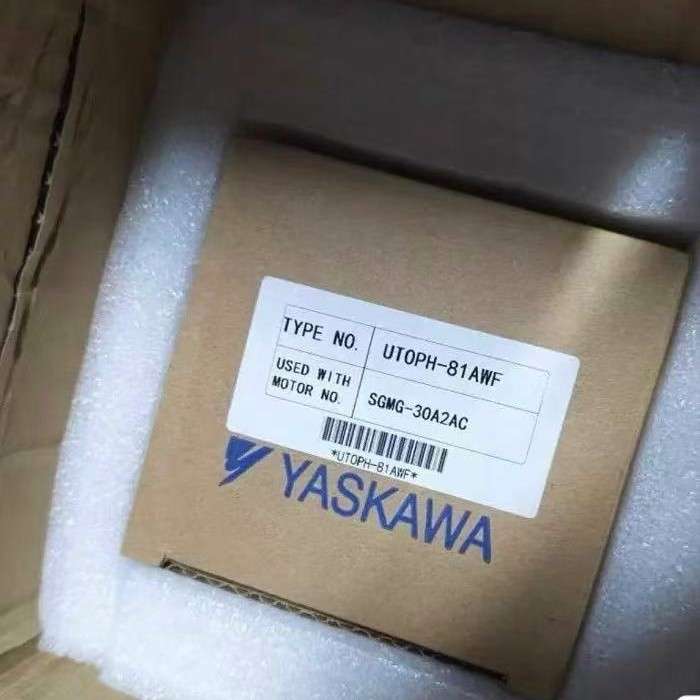 TYPE NO. UTOPH-81AWF
USED WITH
MOTOR NO. SGMG-30A2AC
*UTOPH-81AWF*
YASKAWA